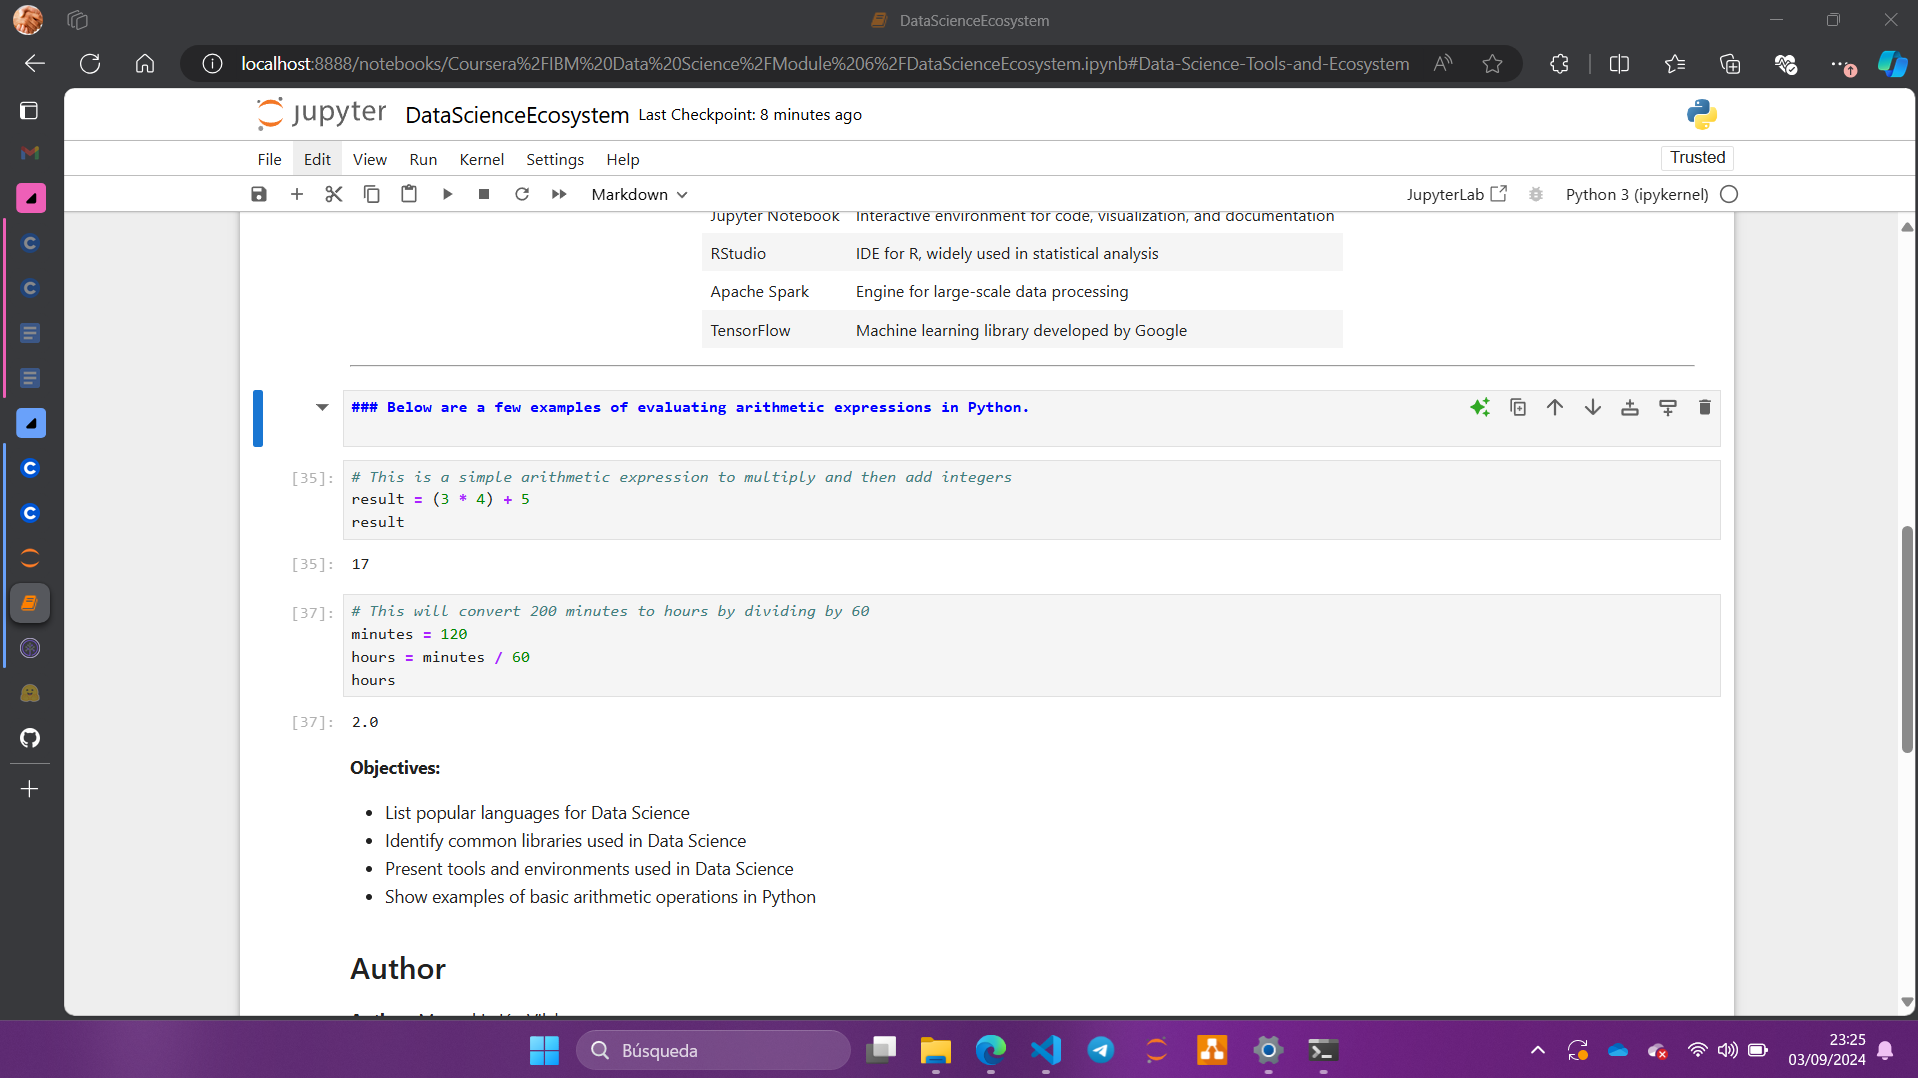 DataScienceEcosystem
localhost:8888/notebooks/Coursera%2FIBM%20Data%20Science%2FModule%206%2FDataScienceEcosystem.ipynb#Data-Science-Tools-and-Ecosystem
jupyter DataScienceEcosystem Last Checkpoint: 8 minutes ago
File Edit View Run Kernel Settings Help Trusted
Markdown JupyterLab Python 3 (ipykernel)
Jupyter Notebook Interactive environment for code, visualization, and documentation
RStudio IDE for R, widely used in statistical analysis
Apache Spark Engine for large-scale data processing
TensorFlow Machine learning library developed by Google
### Below are a few examples of evaluating arithmetic expressions in Python.
[35]: # This is a simple arithmetic expression to multiply and then add integers
result = (3 * 4) + 5
result
[35]: 17
[37]: # This will convert 200 minutes to hours by dividing by 60
minutes = 120
hours = minutes / 60
hours
[37]: 2.0
Objectives:
• List popular languages for Data Science
• Identify common libraries used in Data Science
• Present tools and environments used in Data Science
• Show examples of basic arithmetic operations in Python
Author
Búsqueda
23:25
03/09/2024